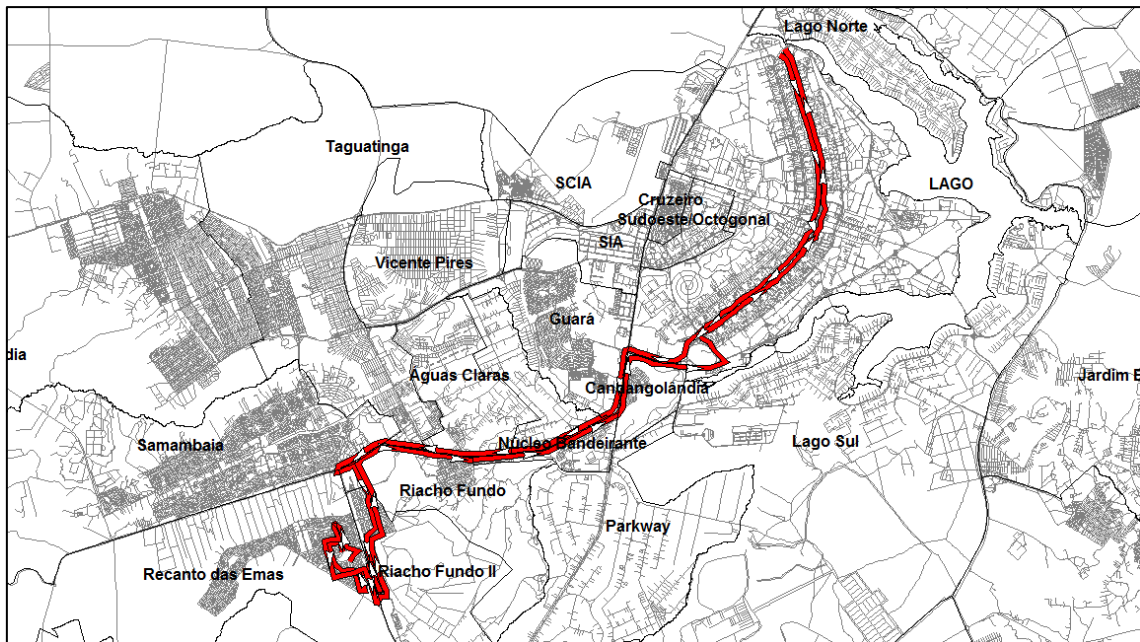 Lago Norte
Taguatinga
SCIA
LAGO
Cruzeiro
Sudoeste/Octogonal
SIA
Vicente Pires
Guará
dia
Aguas Claras
Candangolândia
Jardim B
Samambaia
Núcleo Bandeirante
Lago Sul
Riacho Fundo
Parkway
Recanto das Emas
Riacho Fundo II